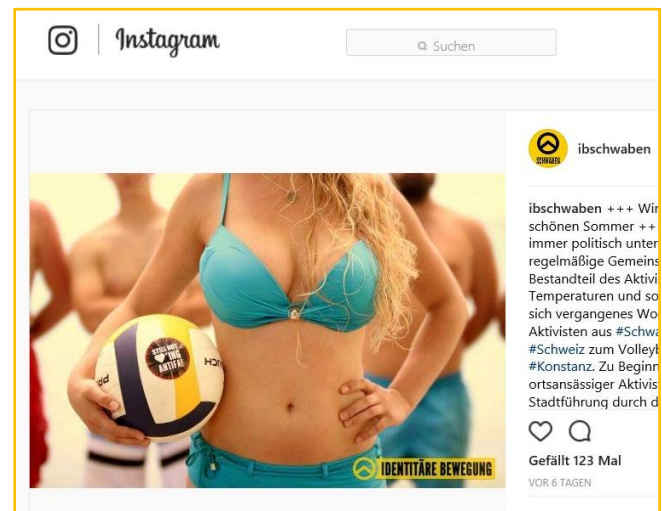 Instagram
Suchen
SCHWABEN
ibschwaben
ibschwaben +++ Wir
schönen Sommer ++
immer politisch unter
regelmäßige Gemeins
Bestandteil des Aktivi
Temperaturen und so
sich vergangenes Wo
Aktivisten aus #Schwa
#Schweiz zum Volleyb
#Konstanz. Zu Beginn
ortsansässiger Aktivis
Stadtführung durch d
STILL NOT
♥'ING
ANTIFA!
IDENTITÄRE BEWEGUNG
Gefällt 123 Mal
VOR 6 TAGEN